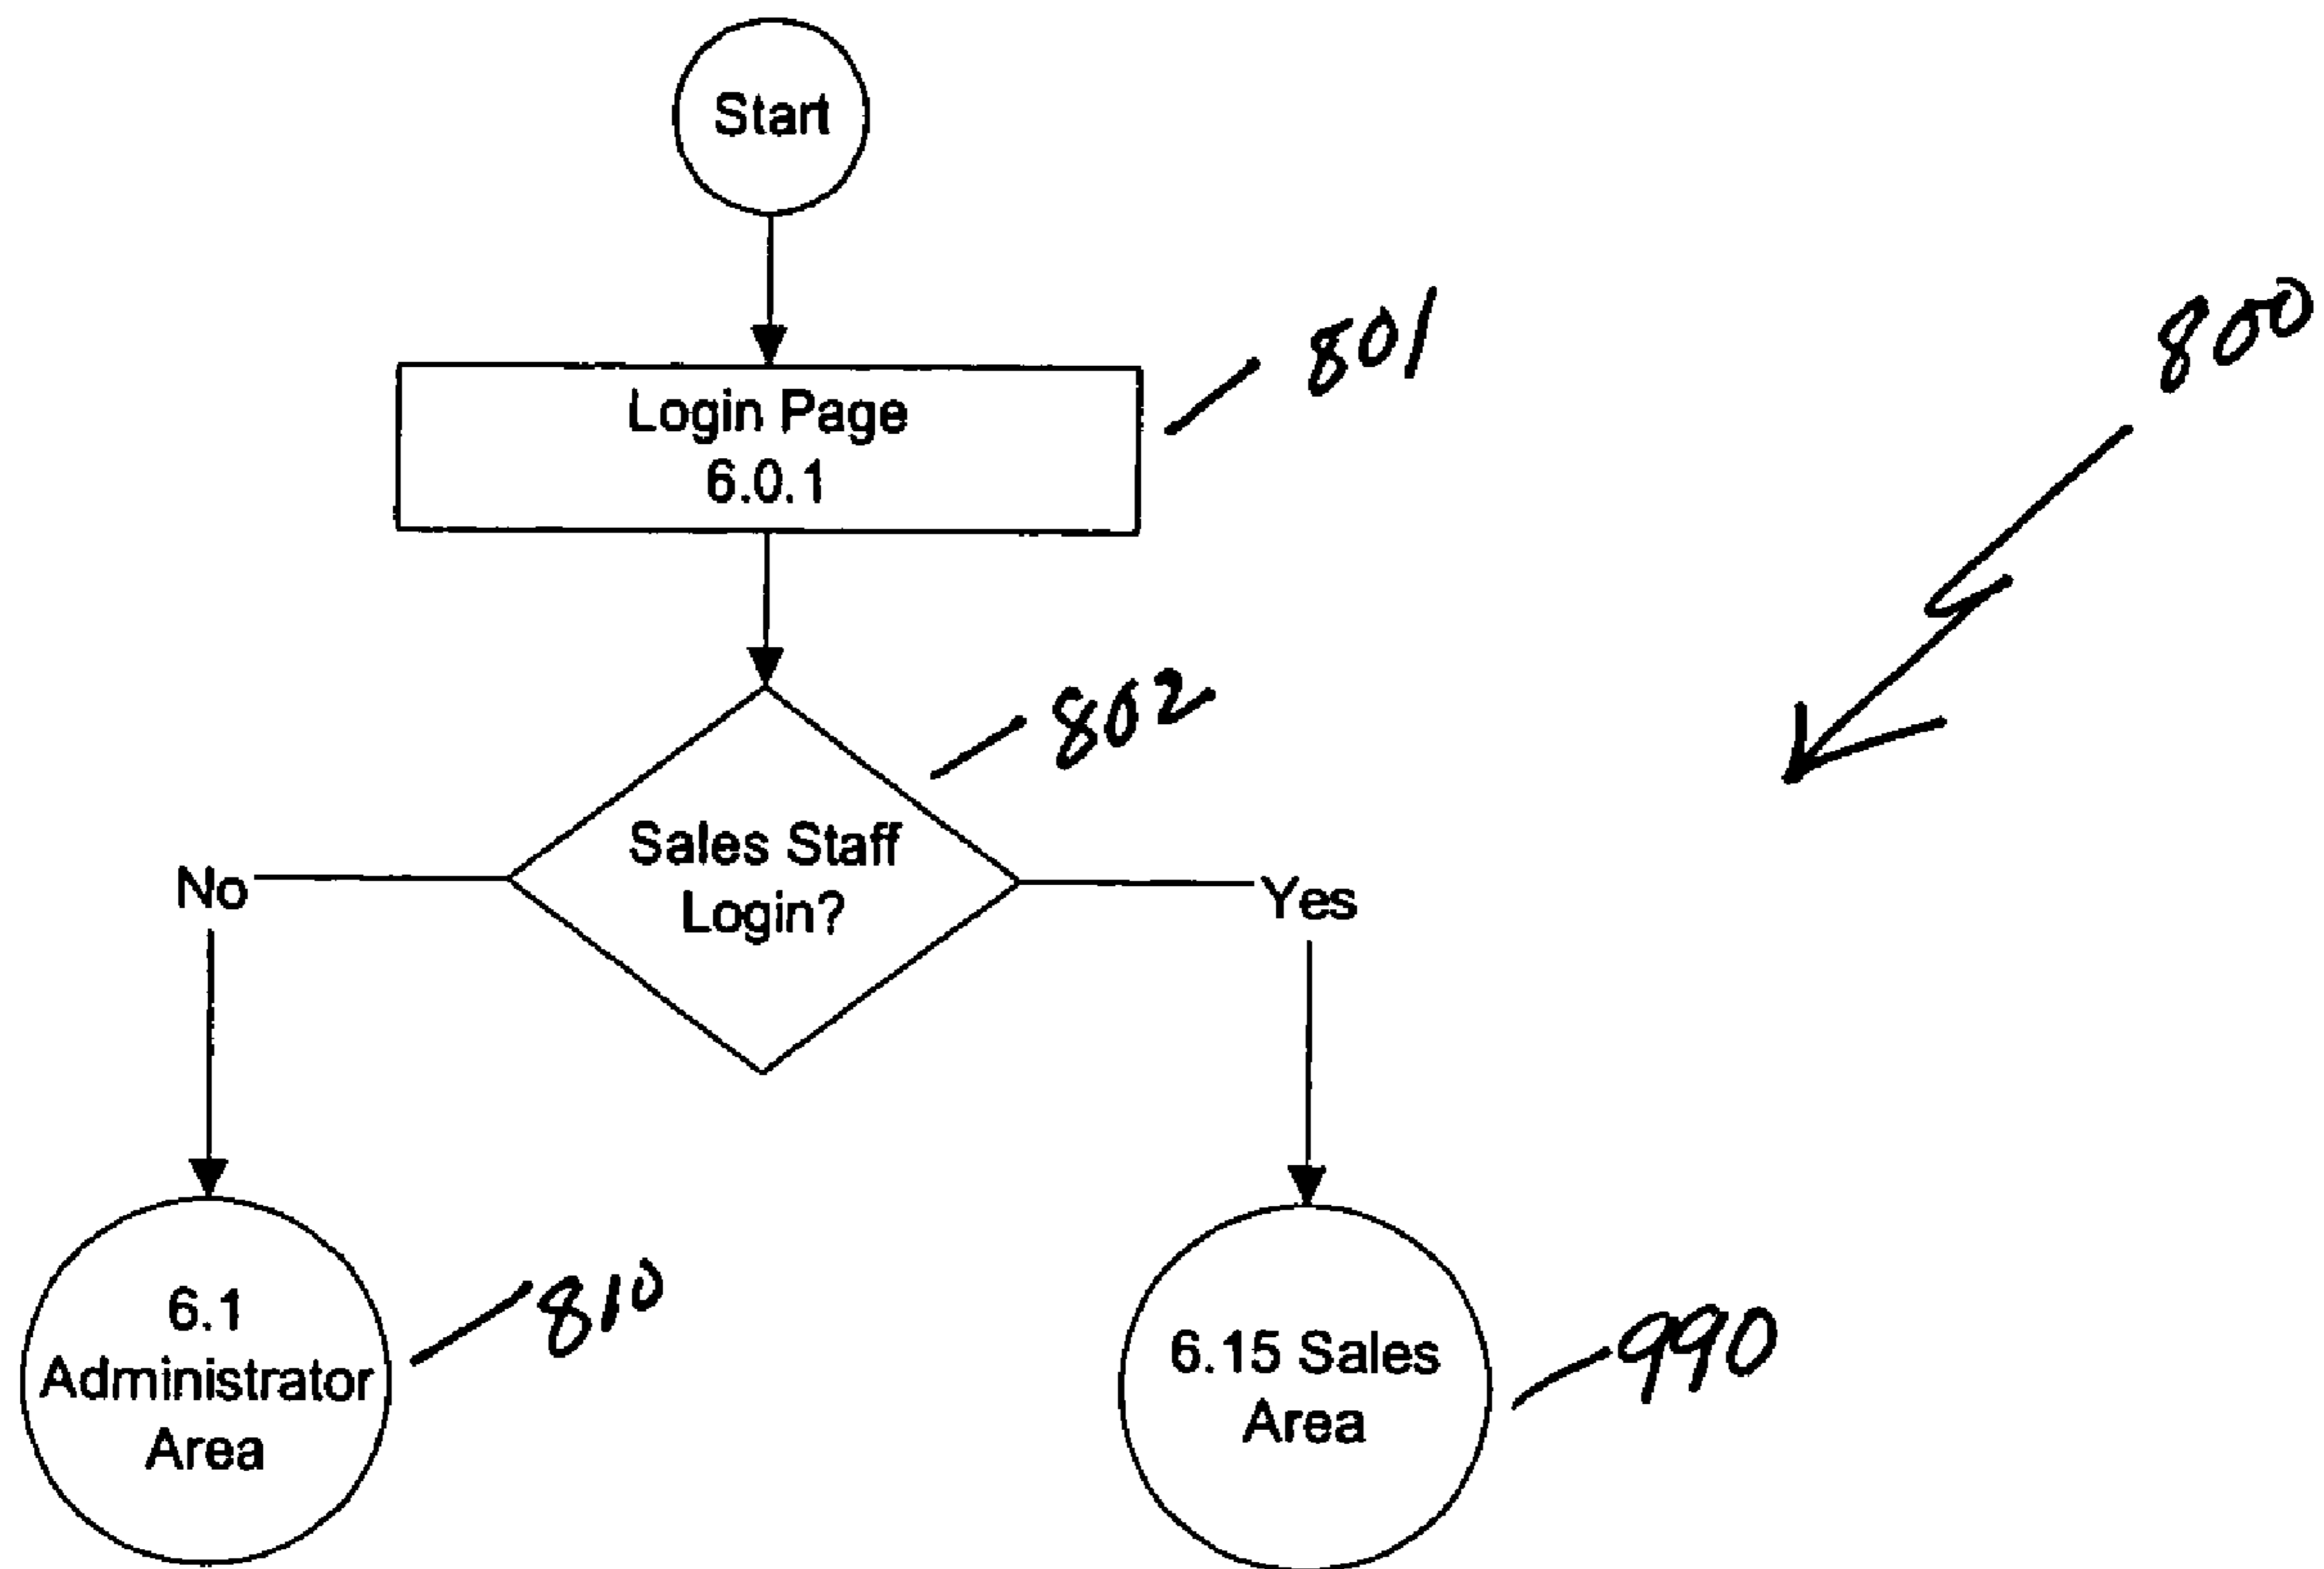 Start
801
800
Login Page
6.0.1
802
Sales Staff
Login?
No
Yes
6.1
Administrator
Area
810
6.15 Sales
Area
990